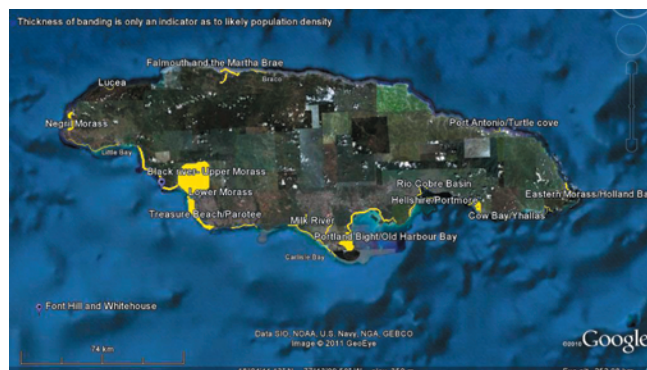 Thickness of banding is only an indicator as to likely population density
Falmouth and the Martha Brae
Braco
Lucea
Negril Morass
Port Antonio/Turtle cove
Little Bay
Black river- Upper Morass
Rio Cobre Basin
Lower Morass
Hellshire/Portmore
Eastern Morass/Holland Ba
Treasure Beach/Parotee
Milk River
Cow Bay/Yhallas
Portland Bight/Old Harbour Bay
Carlisle Bay
Font Hill and Whitehouse
Data SIO, NOAA, U.S. Navy, NGA, GEBCO
Image © 2011 GeoEye
©2010 Google
74 km